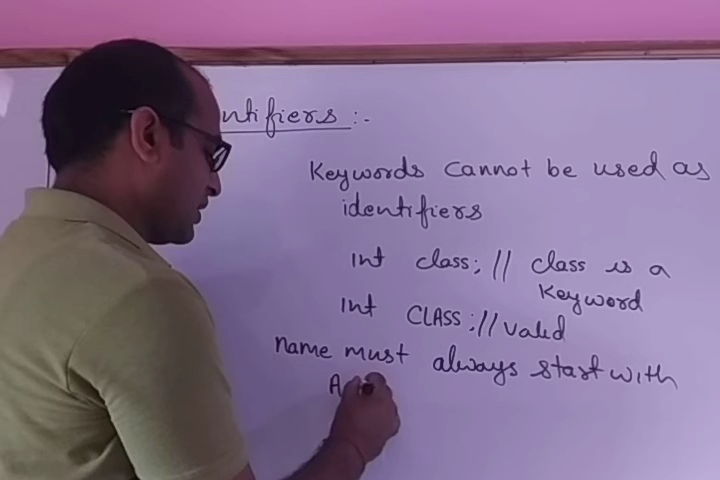 ntifiers :-
Keywords cannot be used as
identifiers
int class; // class is a
keyword
int CLASS; // valid
name must always start with
A